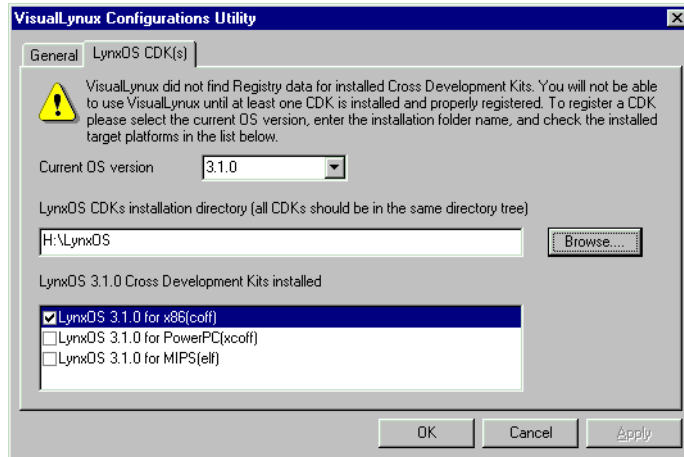 VisualLynux Configurations Utility
General
LynxOS CDK(s)
VisualLynux did not find Registry data for installed Cross Development Kits. You will not be able
to use VisualLynux until at least one CDK is installed and properly registered. To register a CDK
please select the current OS version, enter the installation folder name, and check the installed
target platforms in the list below.
Current OS version
3.1.0
LynxOS CDKs installation directory (all CDKs should be in the same directory tree)
H:\LynxOS
Browse....
LynxOS 3.1.0 Cross Development Kits installed
LynxOS 3.1.0 for x86(coff)
LynxOS 3.1.0 for PowerPC(xcoff)
LynxOS 3.1.0 for MIPS(elf)
OK
Cancel
Apply